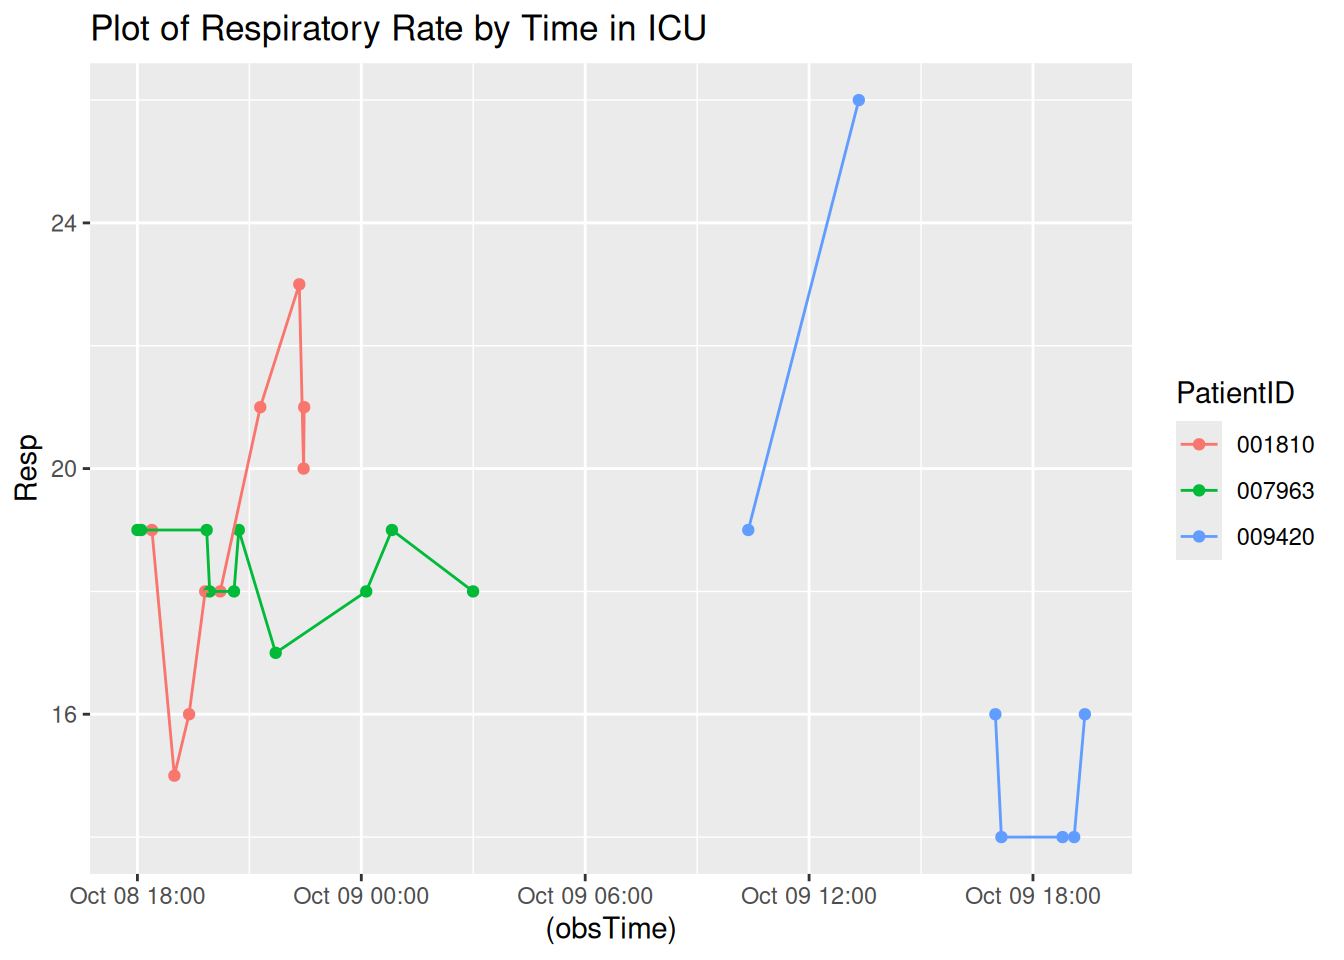 Plot of Respiratory Rate by Time in ICU
24
20
16
Resp
Oct 08 18:00 Oct 09 00:00 Oct 09 06:00 Oct 09 12:00 Oct 09 18:00
(obsTime)
PatientID
001810
007963
009420